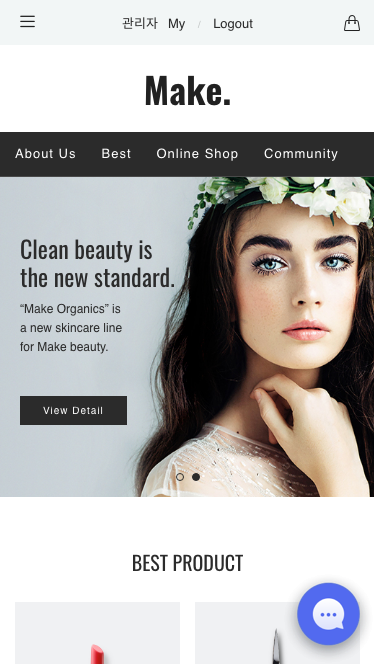 관리자 My / Logout
Make.
About Us Best Online Shop Community
Clean beauty is
the new standard.
“Make Organics” is
a new skincare line
for Make beauty.
View Detail
BEST PRODUCT